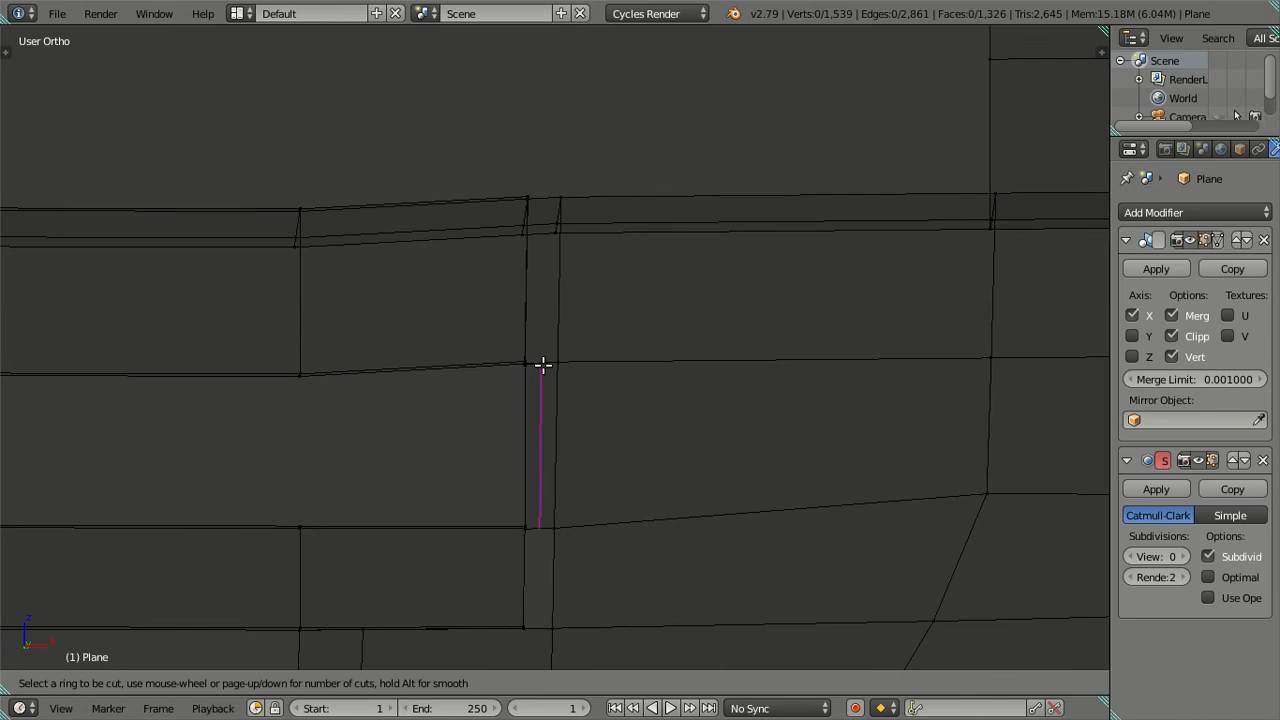 File Render Window Help Default Scene Cycles Render v2.79 | Verts:0/1,539 | Edges:0/2,861 | Faces:0/1,326 | Tris:2,645 | Mem:15.18M (6.04M) | Plane
User Ortho
View Search All Sc
Scene
RenderL
World
Camera
Plane
Add Modifier
Apply Copy
Axis: Options: Textures:
X Merg U
Y Clipp V
Z Vert
Merge Limit: 0.001000
Mirror Object:
S
Apply Copy
Catmull-Clark Simple
Subdivisions: Options:
View: 0 Subdivid
Rende:2 Optimal
Use Ope
z
x
y
(1) Plane
Select a ring to be cut, use mouse-wheel or page-up/down for number of cuts, hold Alt for smooth
View Marker Frame Playback Start: 1 End: 250 1 No Sync